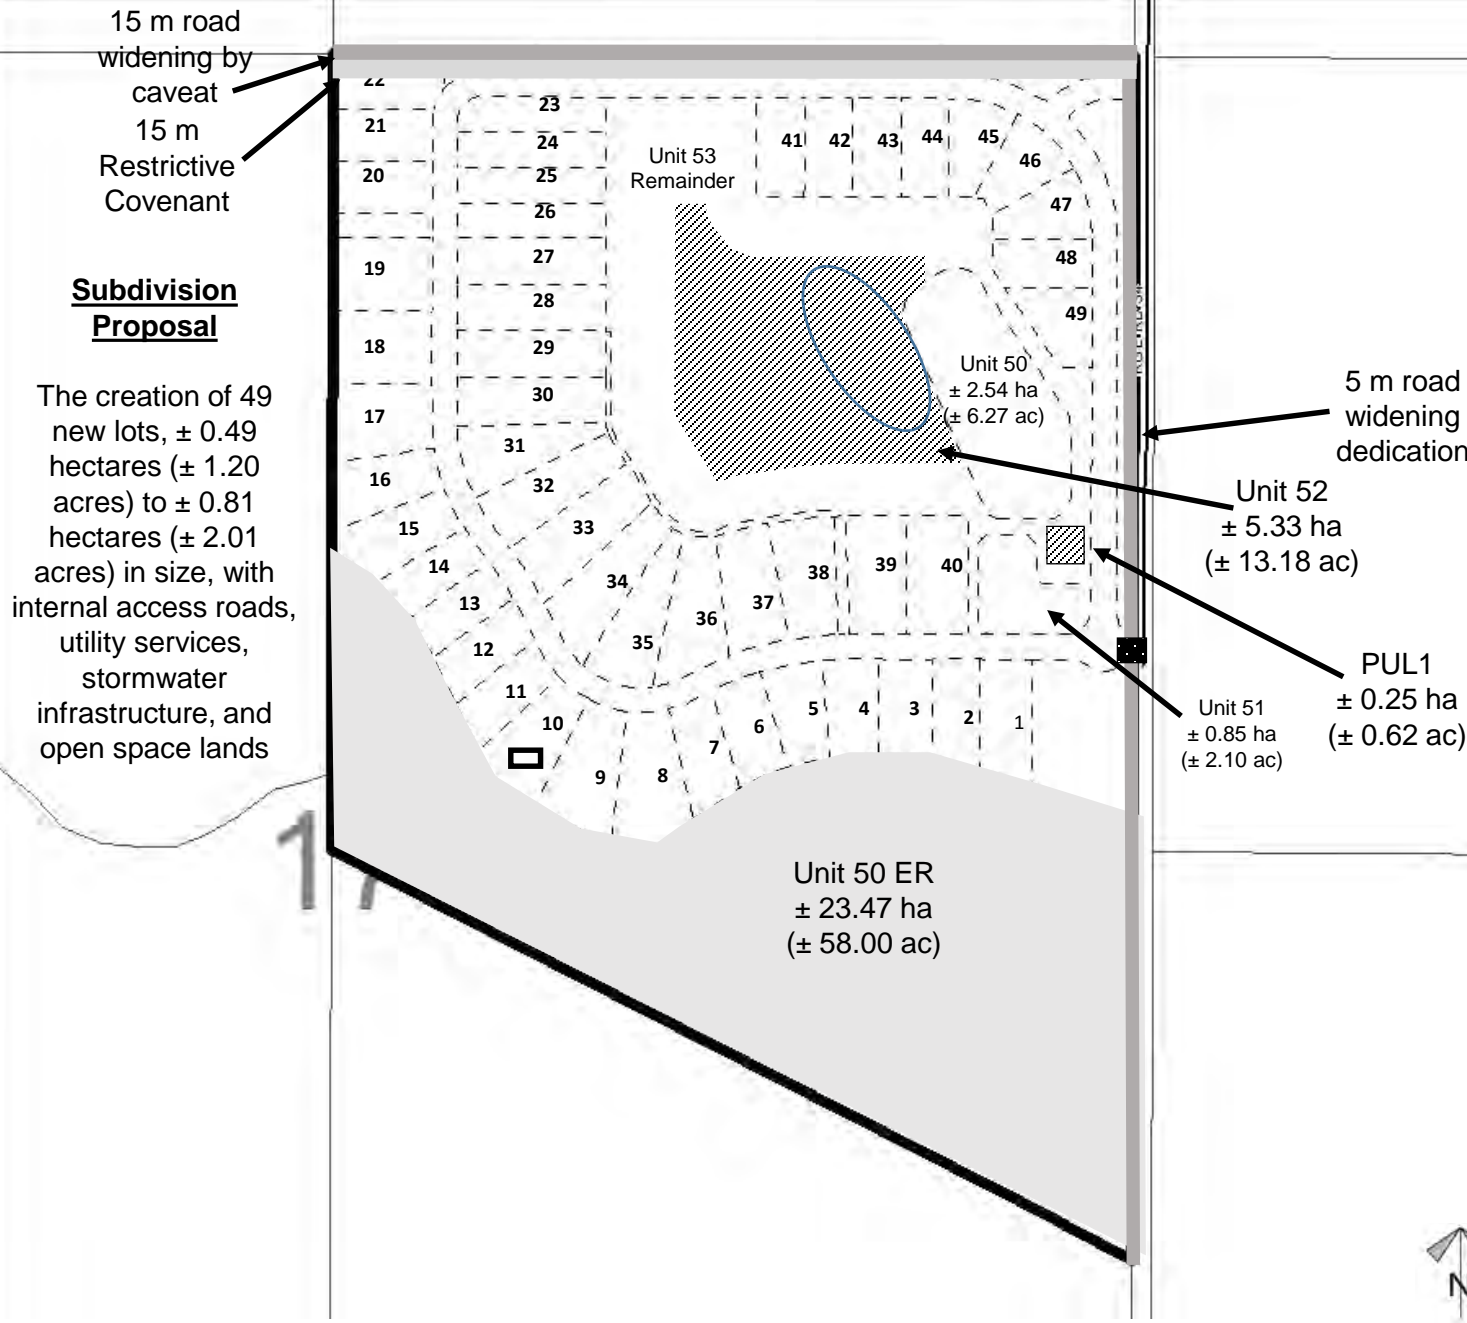 15 m road
widening by
caveat
15 m
Restrictive
Covenant
Subdivision
Proposal
The creation of 49
new lots, ± 0.49
hectares (± 1.20
acres) to ± 0.81
hectares (± 2.01
acres) in size, with
internal access roads,
utility services,
stormwater
infrastructure, and
open space lands
22
21
20
19
18
17
16
15
14
13
12
11
10
9
8
7
6
5
4
3
2
1
23
24
25
26
27
28
29
30
31
32
33
34
35
36
37
38
39
40
41
42
43
44
45
46
47
48
49
Unit 53
Remainder
Unit 50
± 2.54 ha
(± 6.27 ac)
5 m road
widening
dedication
Unit 52
± 5.33 ha
(± 13.18 ac)
PUL1
± 0.25 ha
(± 0.62 ac)
Unit 51
± 0.85 ha
(± 2.10 ac)
Unit 50 ER
± 23.47 ha
(± 58.00 ac)
17
N